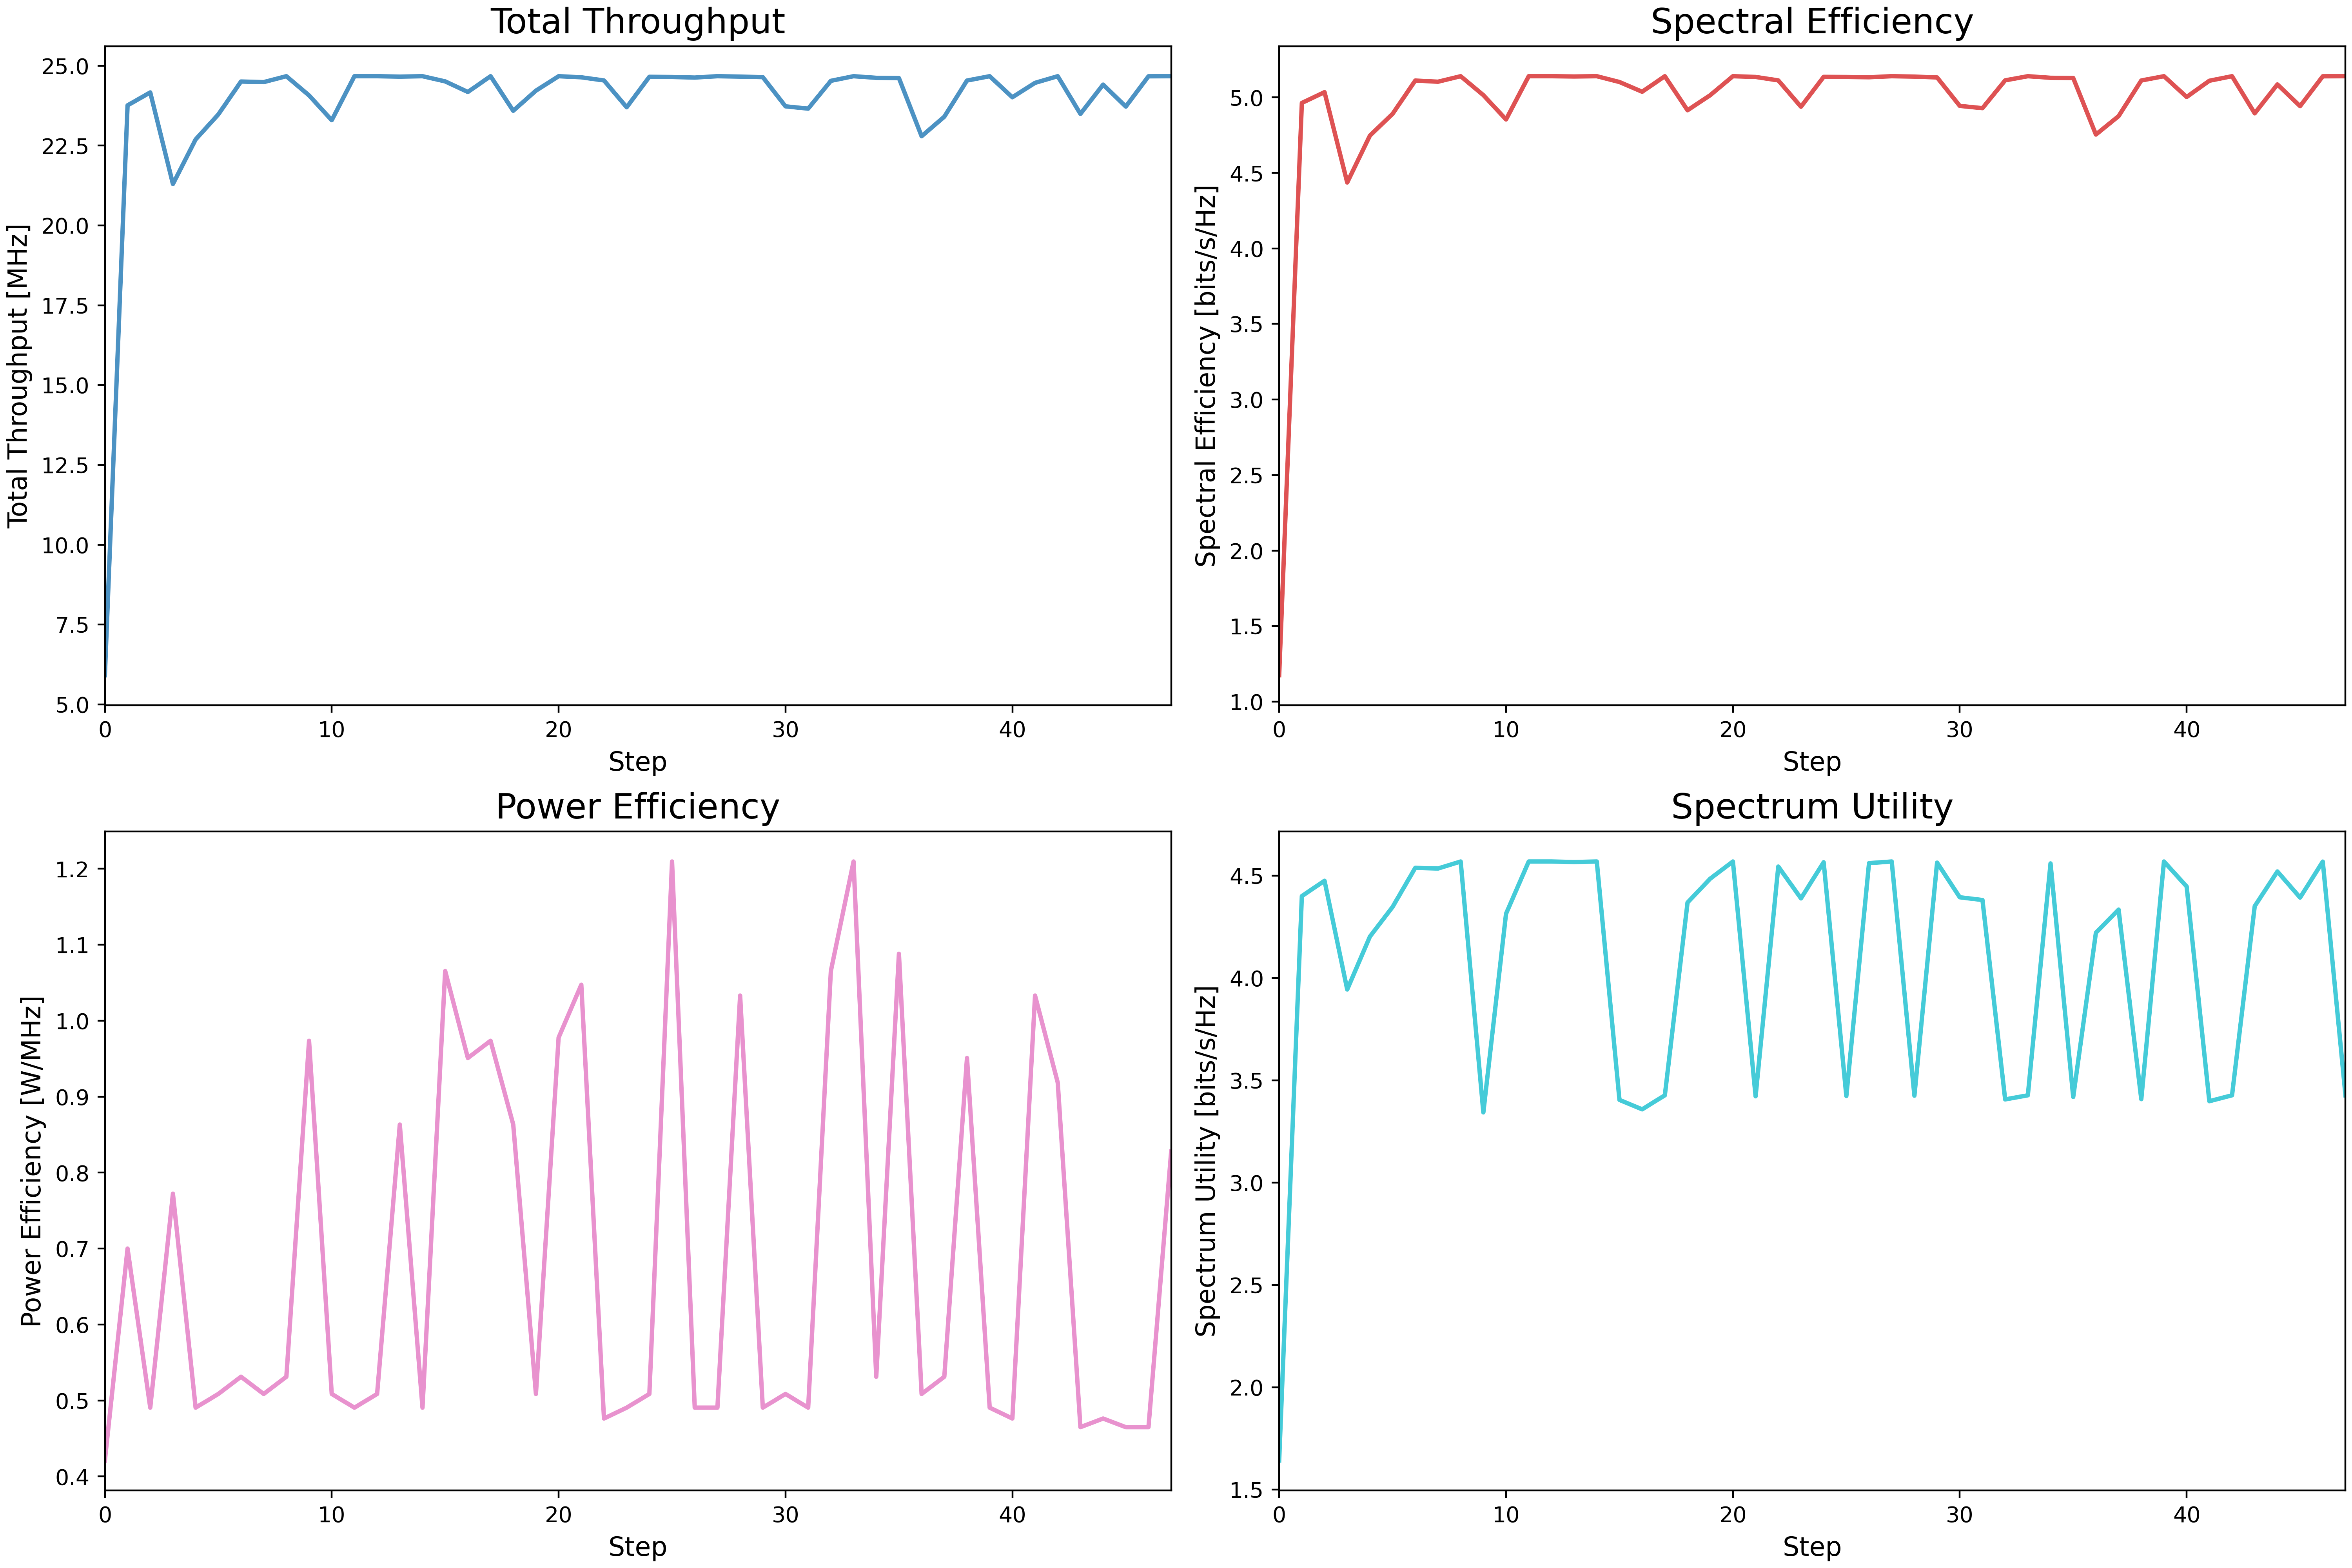 Total Throughput
Total Throughput [MHz]
25.0
22.5
20.0
17.5
15.0
12.5
10.0
7.5
5.0
0 10 20 30 40
Step
Spectral Efficiency
Spectral Efficiency [bits/s/Hz]
5.0
4.5
4.0
3.5
3.0
2.5
2.0
1.5
1.0
0 10 20 30 40
Step
Power Efficiency
Power Efficiency [W/MHz]
1.2
1.1
1.0
0.9
0.8
0.7
0.6
0.5
0.4
0 10 20 30 40
Step
Spectrum Utility
Spectrum Utility [bits/s/Hz]
4.5
4.0
3.5
3.0
2.5
2.0
1.5
0 10 20 30 40
Step